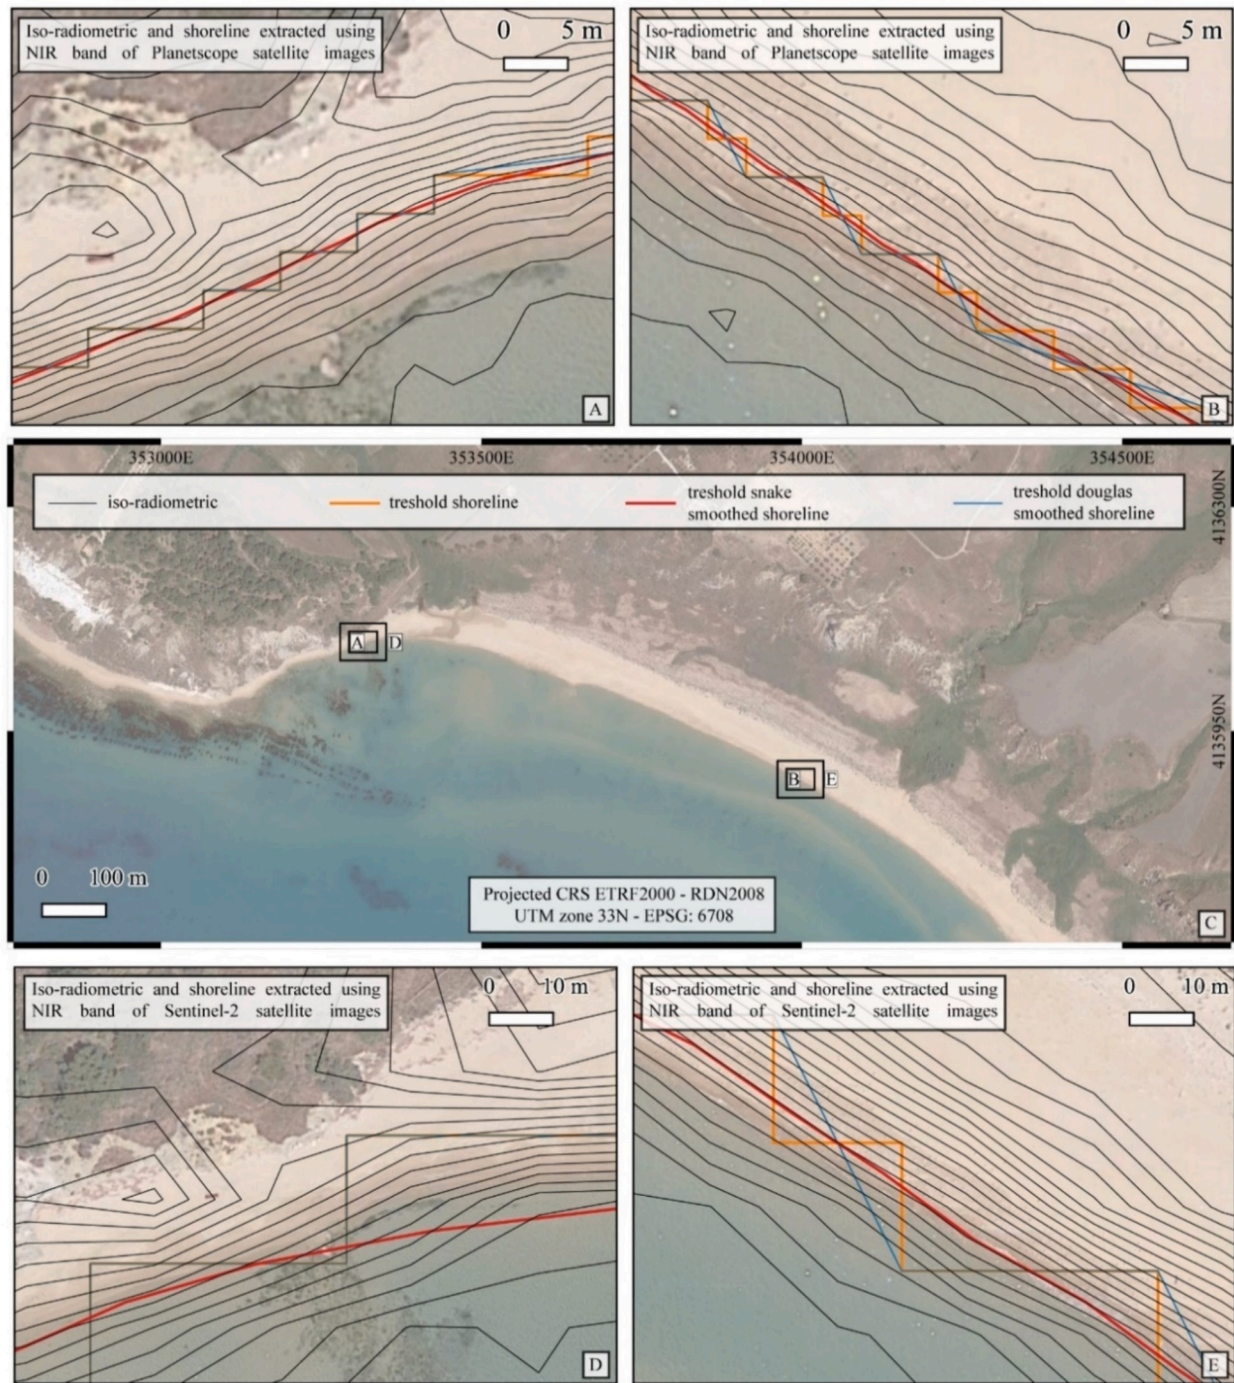 Iso-radiometric and shoreline extracted using
NIR band of Planetscope satellite images
0 5 m
A
Iso-radiometric and shoreline extracted using
NIR band of Planetscope satellite images
0 5 m
B
353000E 353500E 354000E 354500E
iso-radiometric
treshold shoreline
treshold snake
smoothed shoreline
treshold douglas
smoothed shoreline
4136300N
A D
B E
4135950N
0 100 m
Projected CRS ETRF2000 - RDN2008
UTM zone 33N - EPSG: 6708
C
Iso-radiometric and shoreline extracted using
NIR band of Sentinel-2 satellite images
0 10 m
D
Iso-radiometric and shoreline extracted using
NIR band of Sentinel-2 satellite images
0 10 m
E